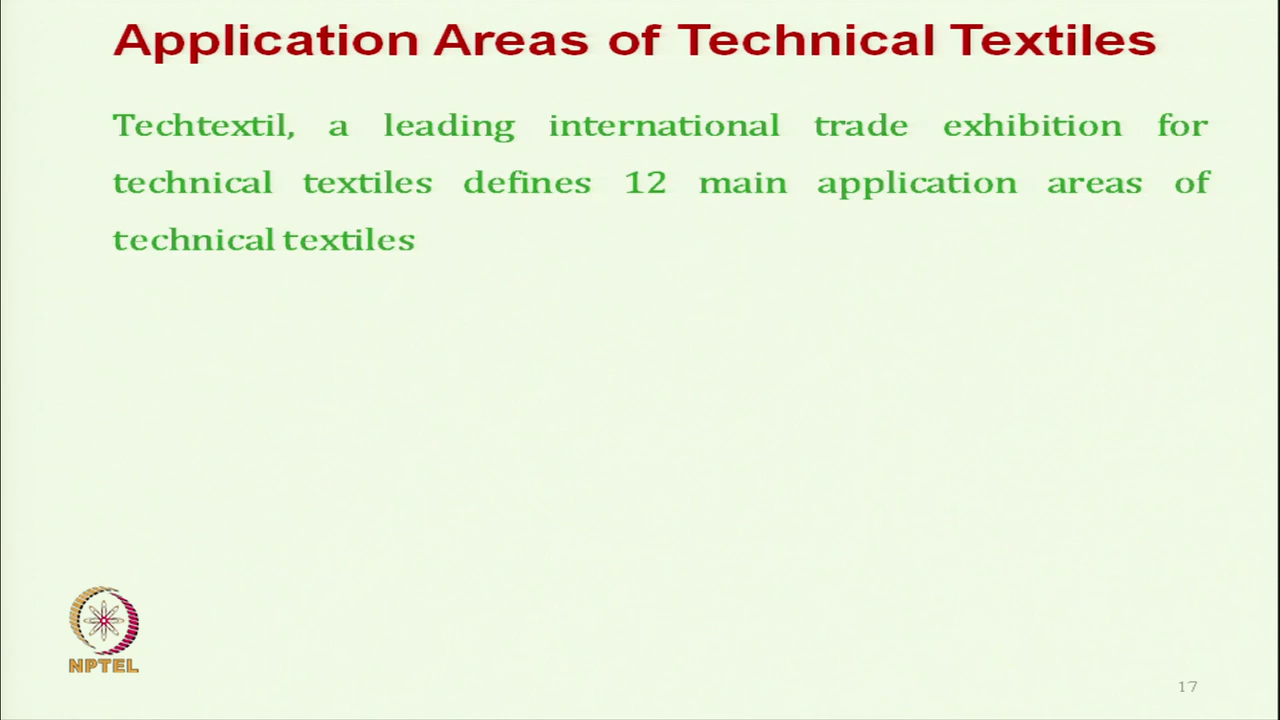 Application Areas of Technical Textiles
Techtextil, a leading international trade exhibition for
technical textiles defines 12 main application areas of
technical textiles
NPTEL
17